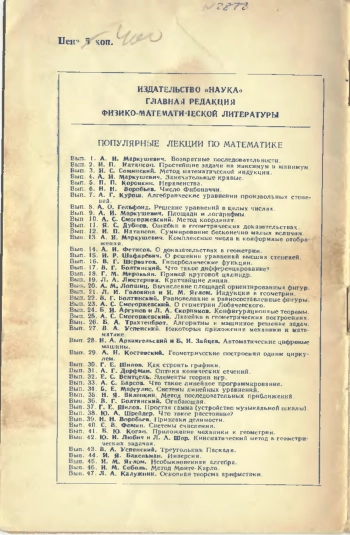 Цена 5 коп.
ИЗДАТЕЛЬСТВО «НАУКА»
ГЛАВНАЯ РЕДАКЦИЯ
ФИЗИКО-МАТЕМАТИЧЕСКОЙ ЛИТЕРАТУРЫ
ПОПУЛЯРНЫЕ ЛЕКЦИИ ПО МАТЕМАТИКЕ
Вып. 1. А. И. Маркушевич. Возвратные последовательности.
Вып. 2. И. П. Натансон. Простейшие задачи на максимум и минимум.
Вып. 3. И. С. Соминский. Метод математической индукции.
Вып. 4. А. И. Маркушевич. Замечательные кривые.
Вып. 5. П. П. Коровкин. Неравенства.
Вып. 6. Н. Н. Воробьев. Числа Фибоначчи.
Вып. 7. А. Г. Курош. Алгебраические уравнения произвольных степеней.
Вып. 8. А. О. Гельфонд. Решение уравнений в целых числах.
Вып. 9. А. И. Маркушевич. Площади и логарифмы.
Вып. 10. А. С. Смогоржевский. Метод координат.
Вып. 11. Я. С. Дубнов. Ошибки в геометрических доказательствах.
Вып. 12. И. П. Натансон. Суммирование бесконечно малых величин.
Вып. 13. А. И. Маркушевич. Комплексные числа и конформные отображения.
Вып. 14. А. И. Фетисов. О доказательствах в геометрии.
Вып. 15. И. Р. Шафаревич. О решении уравнений высших степеней.
Вып. 16. В. Г. Шерватов. Гиперболические функции.
Вып. 17. В. Г. Болтянский. Что такое дифференцирование?
Вып. 18. Г. М. Миракьян. Прямой круговой цилиндр.
Вып. 19. Л. А. Люстерник. Кратчайшие линии.
Вып. 20. А. М. Лопшиц. Вычисление площадей ориентированных фигур.
Вып. 21. Л. И. Головина и И. М. Яглом. Индукция в геометрии.
Вып. 22. В. Г. Болтянский. Равновеликие и равносоставленные фигуры.
Вып. 23. А. С. Смогоржевский. О геометрии Лобачевского.
Вып. 24. Б. И. Аргунов и Л. А. Скорняков. Конфигурационные теоремы.
Вып. 25. А. С. Смогоржевский. Линейка в геометрических построениях.
Вып. 26. Б. А. Трахтенброт. Алгоритмы и машинное решение задач.
Вып. 27. В. А. Успенский. Некоторые приложения механики к математике.
Вып. 28. Н. А. Архангельский и Б. И. Зайцев. Автоматические цифровые
машины.
Вып. 29. А. Н. Костовский. Геометрические построения одним циркулем.
Вып. 30. Г. Е. Шилов. Как строить графики.
Вып. 31. А. Г. Дорфман. Оптика конических сечений.
Вып. 32. Е. С. Вентцель. Элементы теории игр.
Вып. 33. А. С. Барсов. Что такое линейное программирование.
Вып. 34. Б. Е. Маргулис. Системы линейных уравнений.
Вып. 35. Н. Я. Виленкин. Метод последовательных приближений.
Вып. 36. В. Г. Болтянский. Огибающая.
Вып. 37. Г. Е. Шилов. Простая гамма (устройство музыкальной шкалы).
Вып. 38. Ю. А. Шрейдер. Что такое расстояние?
Вып. 39. Н. Н. Воробьев. Признаки делимости.
Вып. 40. С. В. Фомин. Системы счисления.
Вып. 41. Б. Ю. Коган. Приложение механики к геометрии.
Вып. 42. Ю. И. Любич и Л. А. Шор. Кинематический метод в геометрических задачах.
Вып. 43. В. А. Успенский. Треугольник Паскаля.
Вып. 44. И. Я. Бакельман. Инверсия.
Вып. 45. И. М. Яглом. Необыкновенная алгебра.
Вып. 46. И. М. Соболь. Метод Монте-Карло.
Вып. 47. Л. А. Калужнин. Основная теорема арифметики.